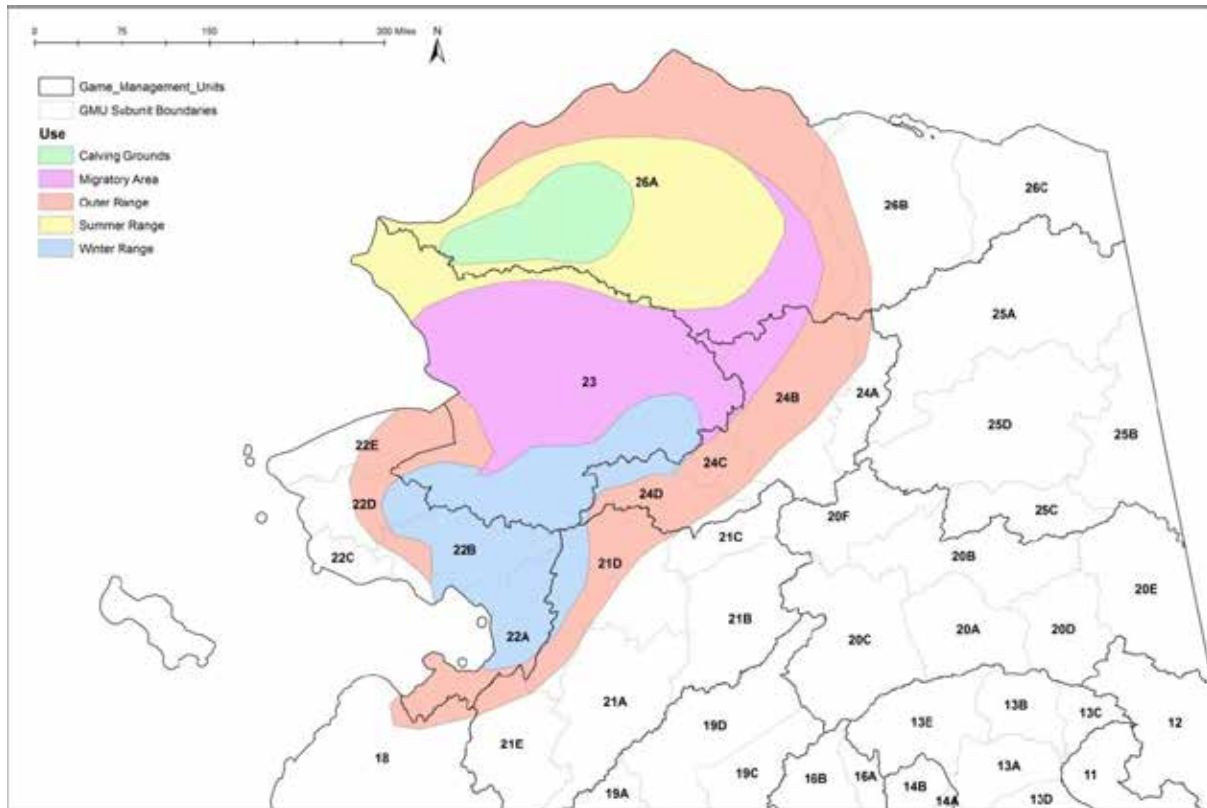 0 75 150 300 Miles
N
Game_Management_Units
GMU Subunit Boundaries
Use
Calving Grounds
Migratory Area
Outer Range
Summer Range
Winter Range
26A
26B
26C
25A
23
24B
24A
25D
25B
22E
24C
22D
24D
25C
20F
21C
22B
22C
21D
20B
20E
21B
22A
20C
20A
20D
21A
19D
13E
13B
13C
12
18
21E
19C
16B
16A
13A
11
19A
14B
14A
13D